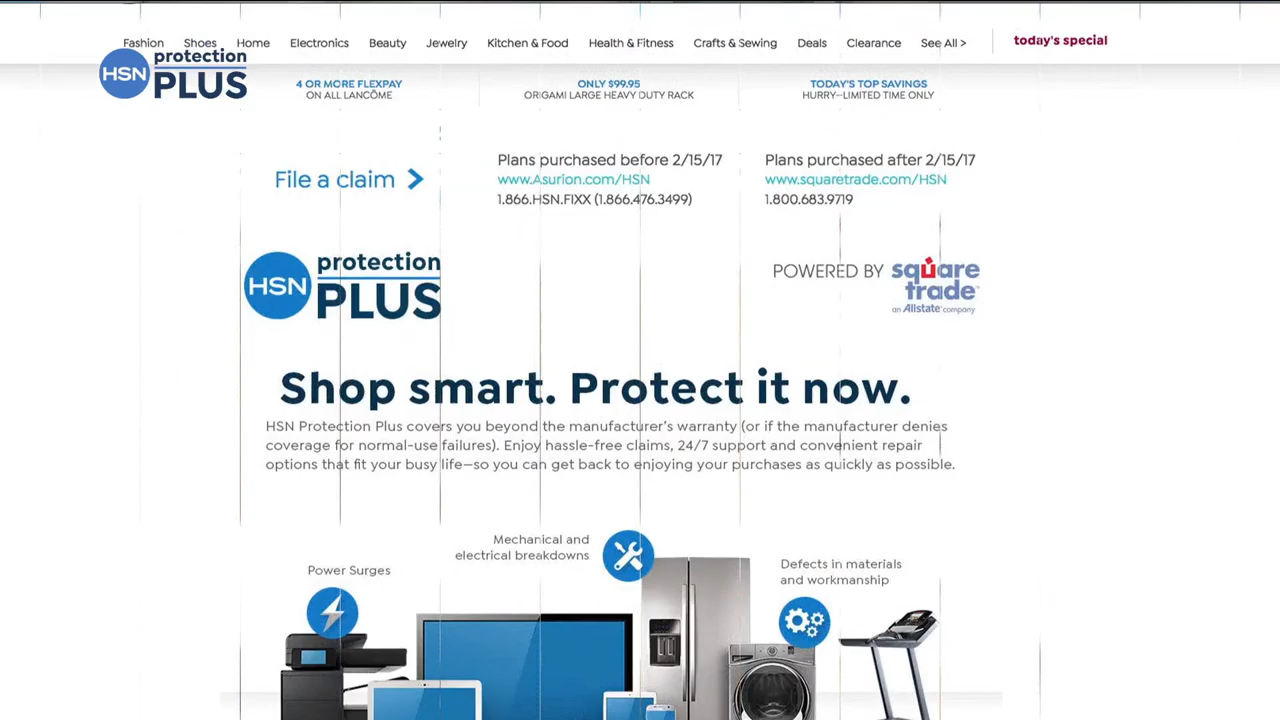 Fashion Shoes Home Electronics Beauty Jewelry Kitchen & Food Health & Fitness Crafts & Sewing Deals Clearance See All > today's special
HSN protection PLUS
4 OR MORE FLEXPAY
ON ALL LANCÔME
ONLY $99.95
ORIGAMI LARGE HEAVY DUTY RACK
TODAY'S TOP SAVINGS
HURRY—LIMITED TIME ONLY
File a claim >
Plans purchased before 2/15/17
www.Asurion.com/HSN
1.866.HSN.FIXX (1.866.476.3499)
Plans purchased after 2/15/17
www.squaretrade.com/HSN
1.800.683.9719
HSN protection PLUS
POWERED BY square trade
an Allstate company
Shop smart. Protect it now.
HSN Protection Plus covers you beyond the manufacturer's warranty (or if the manufacturer denies
coverage for normal-use failures). Enjoy hassle-free claims, 24/7 support and convenient repair
options that fit your busy life—so you can get back to enjoying your purchases as quickly as possible.
Power Surges
Mechanical and
electrical breakdowns
Defects in materials
and workmanship